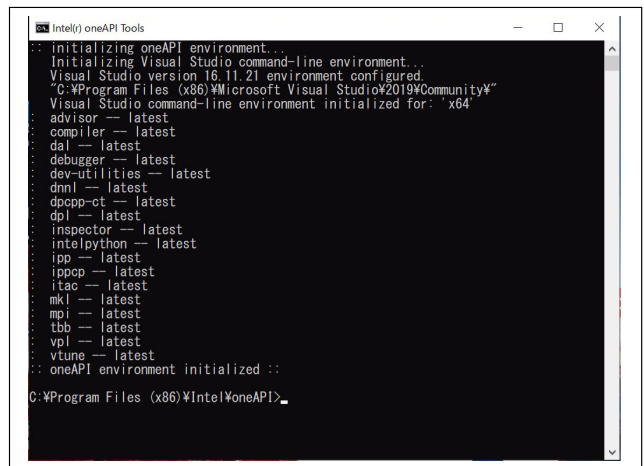 Intel(r) oneAPI Tools
:: initializing oneAPI environment...
Initializing Visual Studio command-line environment...
Visual Studio version 16.11.21 environment configured.
"C:¥Program Files (x86)¥Microsoft Visual Studio¥2019¥Community¥"
Visual Studio command-line environment initialized for: 'x64'
: advisor -- latest
: compiler -- latest
: dal -- latest
: debugger -- latest
: dev-utilities -- latest
: dnnl -- latest
: dpcpp-ct -- latest
: dpl -- latest
: inspector -- latest
: intelpython -- latest
: ipp -- latest
: ippcp -- latest
: itac -- latest
: mkl -- latest
: mpi -- latest
: tbb -- latest
: vpl -- latest
: vtune -- latest
:: oneAPI environment initialized ::
C:¥Program Files (x86)¥Intel¥oneAPI>